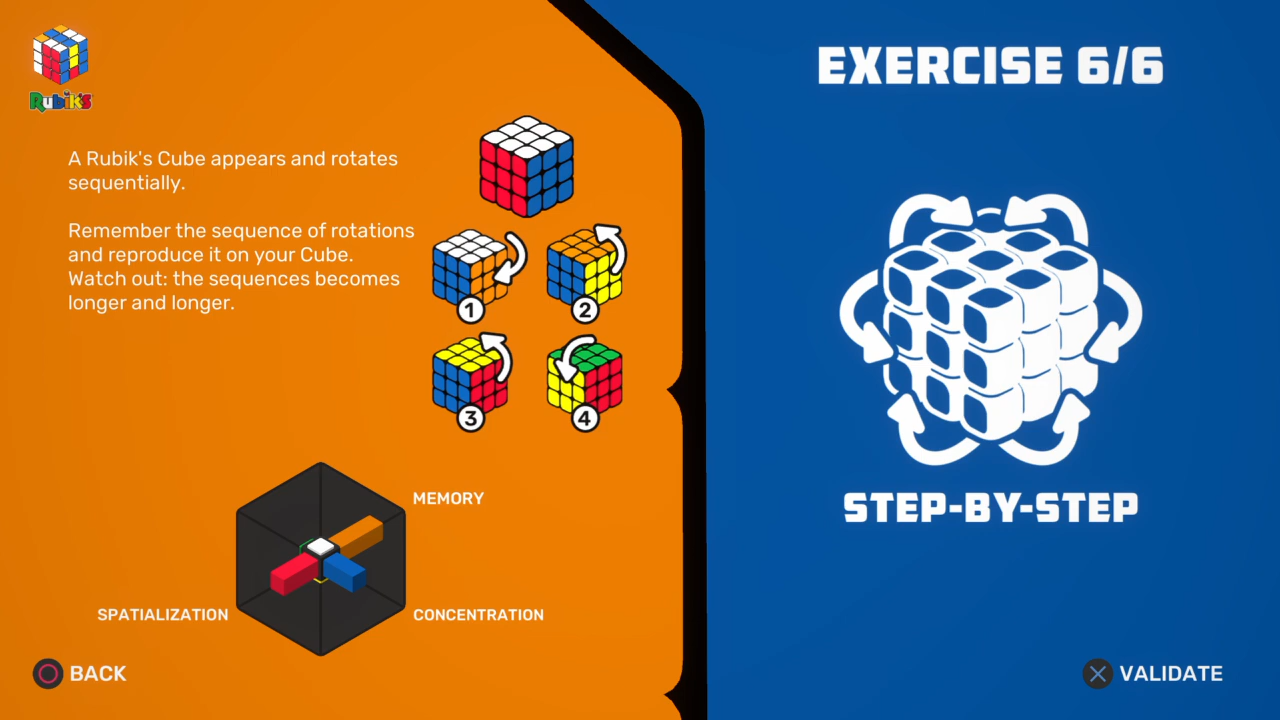 Rubik's
EXERCISE 6/6
A Rubik's Cube appears and rotates
sequentially.
Remember the sequence of rotations
and reproduce it on your Cube.
Watch out: the sequences becomes
longer and longer.
1
2
3
4
STEP-BY-STEP
MEMORY
SPATIALIZATION
CONCENTRATION
BACK
VALIDATE